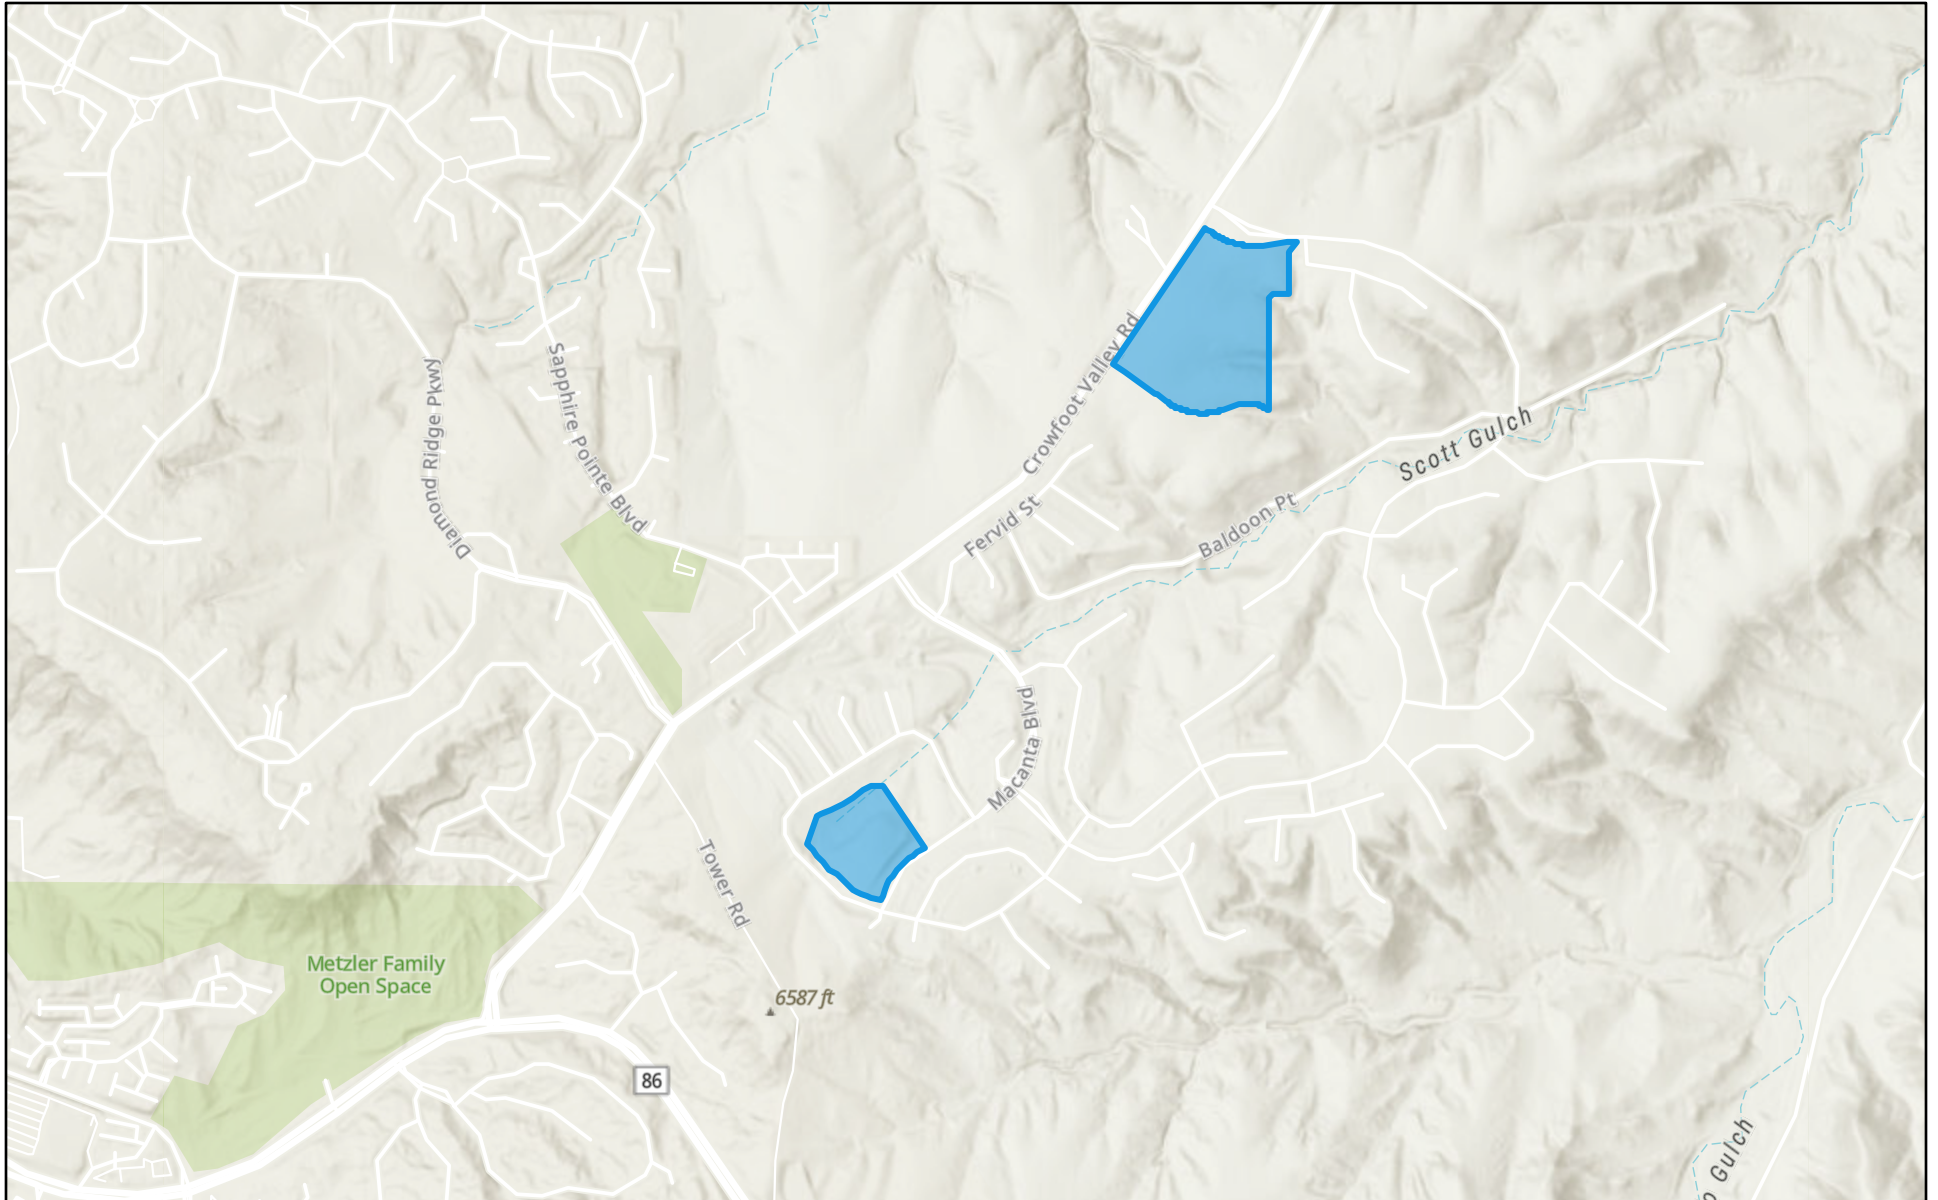 Crowfoot Valley Rd
Sapphire Pointe Blvd
Diamond Ridge Pkwy
Scott Gulch
Fervid St
Baldoon Pt
Macanta Blvd
Tower Rd
Metzler Family
Open Space
6587 ft
86
Gulch